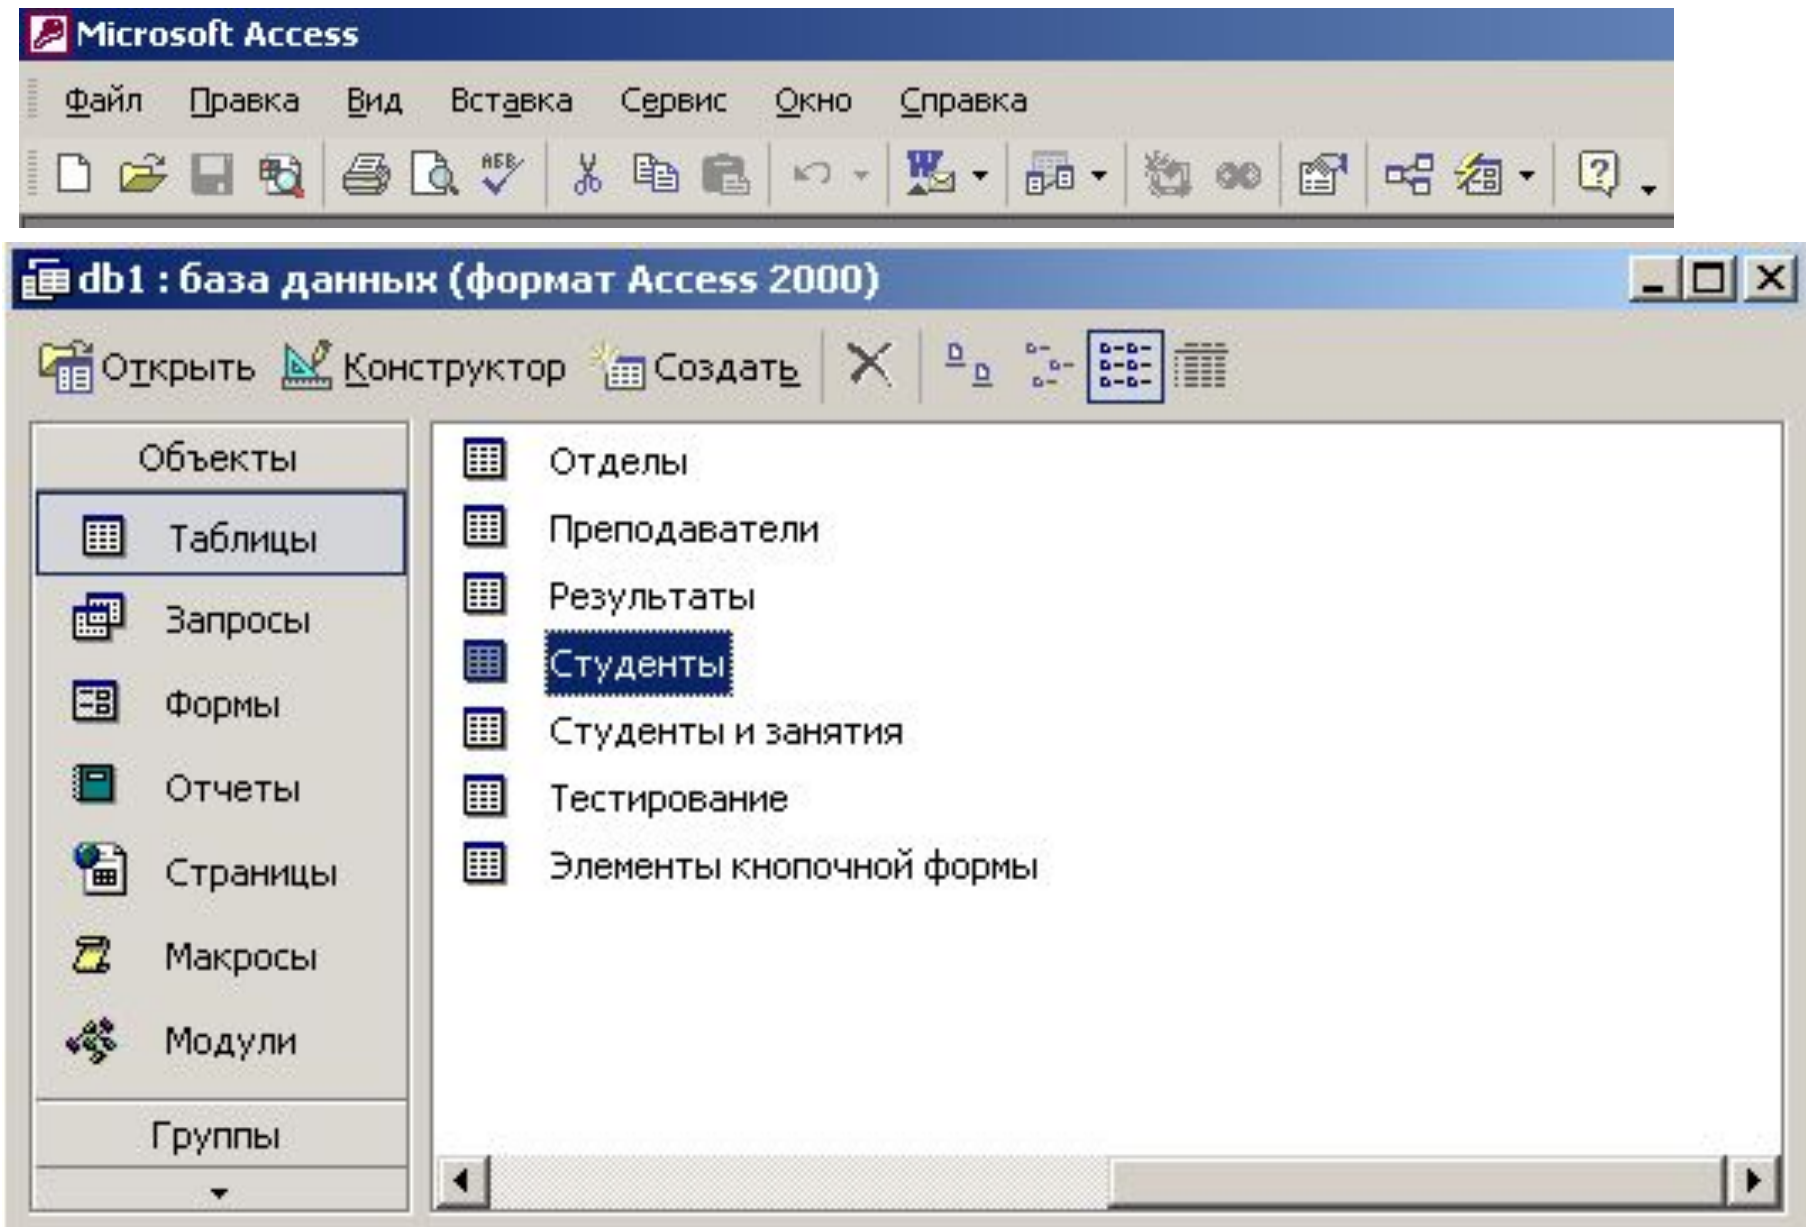 Microsoft Access
Файл Правка Вид Вставка Сервис Окно Справка
db1 : база данных (формат Access 2000)
Открыть Конструктор Создать
Объекты
Таблицы
Запросы
Формы
Отчеты
Страницы
Макросы
Модули
Группы
Отделы
Преподаватели
Результаты
Студенты
Студенты и занятия
Тестирование
Элементы кнопочной формы